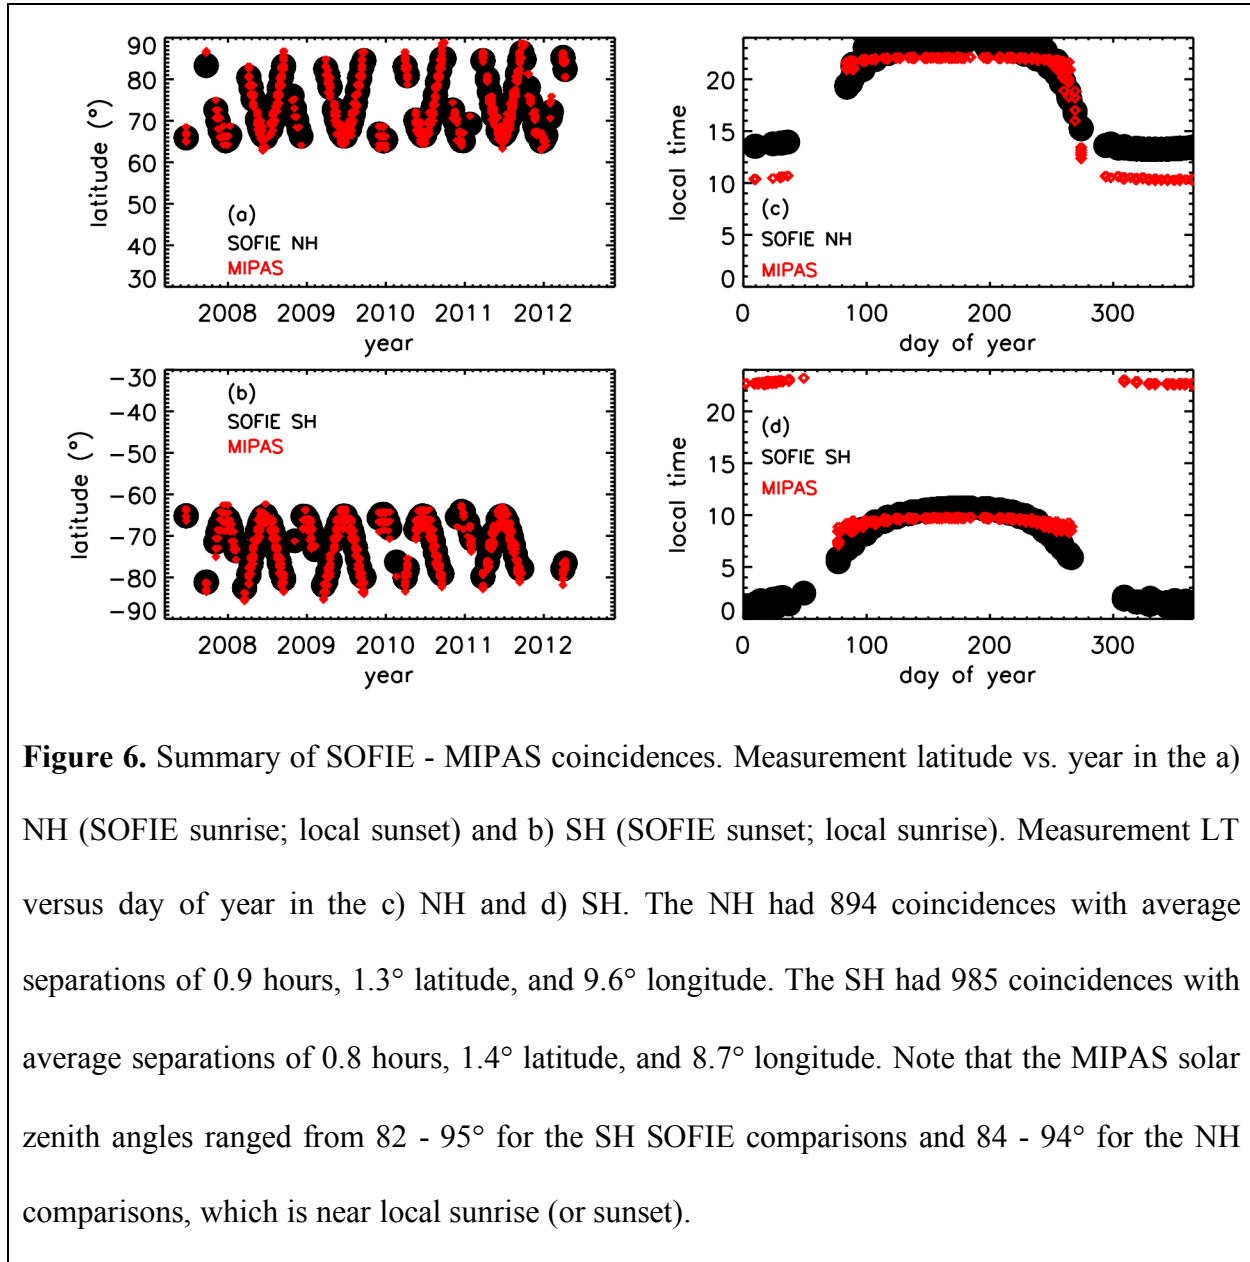 90
80
70
60
50
40
30
latitude (°)
(a)
SOFIE NH
MIPAS
2008 2009 2010 2011 2012
year
20
15
10
5
0
local time
(c)
SOFIE NH
MIPAS
0 100 200 300
day of year
−30
−40
−50
−60
−70
−80
−90
latitude (°)
(b)
SOFIE SH
MIPAS
2008 2009 2010 2011 2012
year
20
15
10
5
0
local time
(d)
SOFIE SH
MIPAS
0 100 200 300
day of year
Figure 6. Summary of SOFIE - MIPAS coincidences. Measurement latitude vs. year in the a)
NH (SOFIE sunrise; local sunset) and b) SH (SOFIE sunset; local sunrise). Measurement LT
versus day of year in the c) NH and d) SH. The NH had 894 coincidences with average
separations of 0.9 hours, 1.3° latitude, and 9.6° longitude. The SH had 985 coincidences with
average separations of 0.8 hours, 1.4° latitude, and 8.7° longitude. Note that the MIPAS solar
zenith angles ranged from 82 - 95° for the SH SOFIE comparisons and 84 - 94° for the NH
comparisons, which is near local sunrise (or sunset).